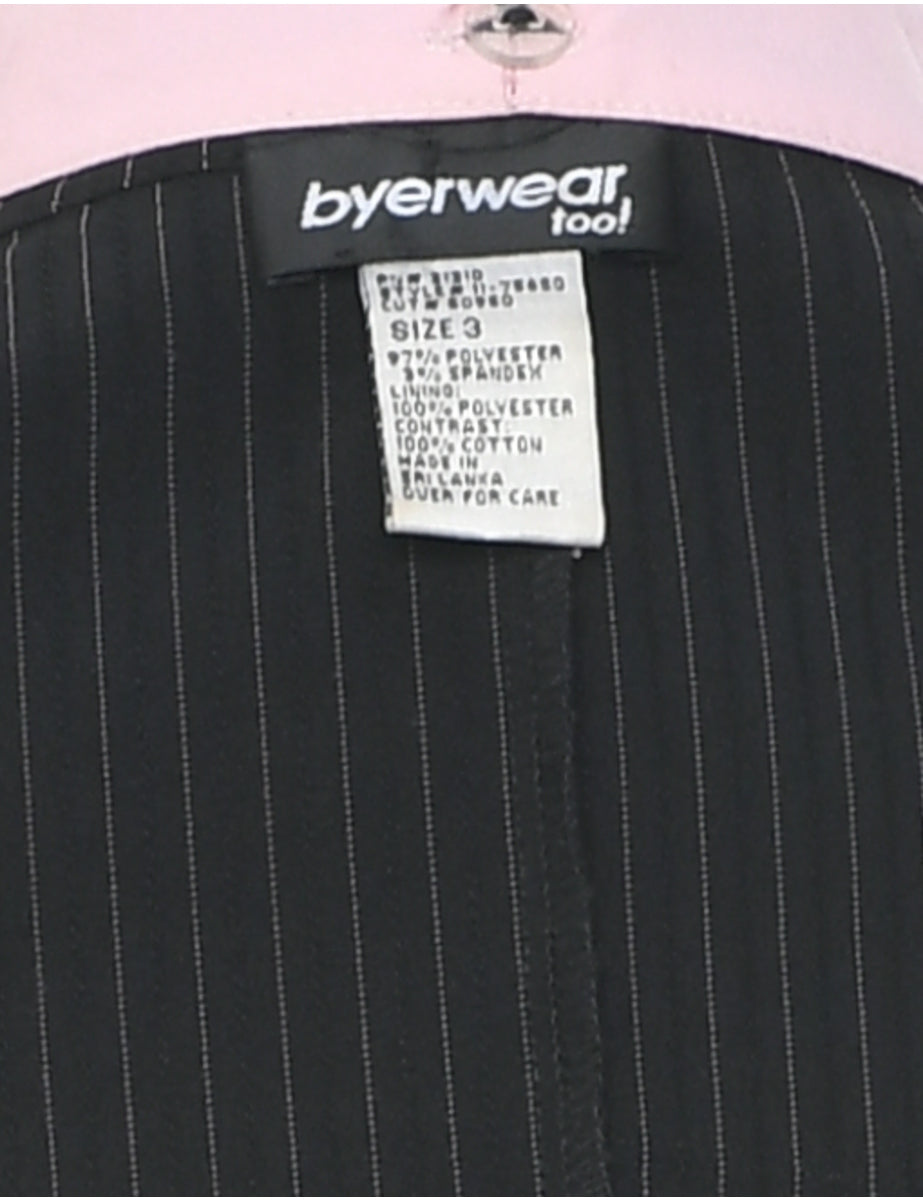 byerwear
too!
SIZE 3
97% POLYESTER
3% SPANDEX
LINING:
100% POLYESTER
CONTRAST:
100% COTTON
MADE IN
SRI LANKA
OVER FOR CARE